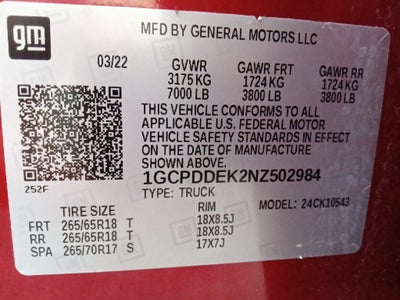 gm
MFD BY GENERAL MOTORS LLC
03/22 GVWR GAWR FRT GAWR RR
3175 KG 1724 KG 1724 KG
7000 LB 3800 LB 3800 LB
THIS VEHICLE CONFORMS TO ALL
APPLICABLE U.S. FEDERAL MOTOR
VEHICLE SAFETY STANDARDS IN EFFECT
ON THE DATE OF MANUFACTURE
SHOWN ABOVE.
252F
1GCPDDEK2NZ502984
TYPE: TRUCK
MODEL: 24CK10543
TIRE SIZE RIM
FRT 265/65R18 T 18X8.5J
RR 265/65R18 T 18X8.5J
SPA 265/70R17 S 17X7J